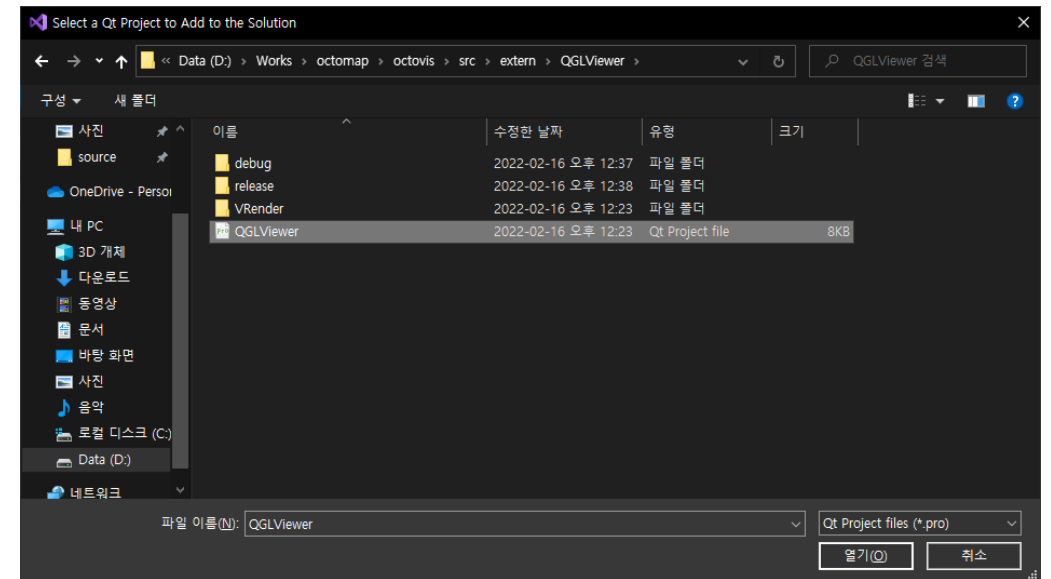 Select a Qt Project to Add to the Solution
« Data (D:) › Works › octomap › octovis › src › extern › QGLViewer ›
QGLViewer 검색
구성 새 폴더
이름 수정한 날짜 유형 크기
사진
source
OneDrive - Person
내 PC
3D 개체
다운로드
동영상
문서
바탕 화면
사진
음악
로컬 디스크 (C:)
Data (D:)
네트워크
debug 2022-02-16 오후 12:37 파일 폴더
release 2022-02-16 오후 12:38 파일 폴더
VRender 2022-02-16 오후 12:23 파일 폴더
QGLViewer 2022-02-16 오후 12:23 Qt Project file 8KB
파일 이름(N): QGLViewer
Qt Project files (*.pro)
열기(O) 취소